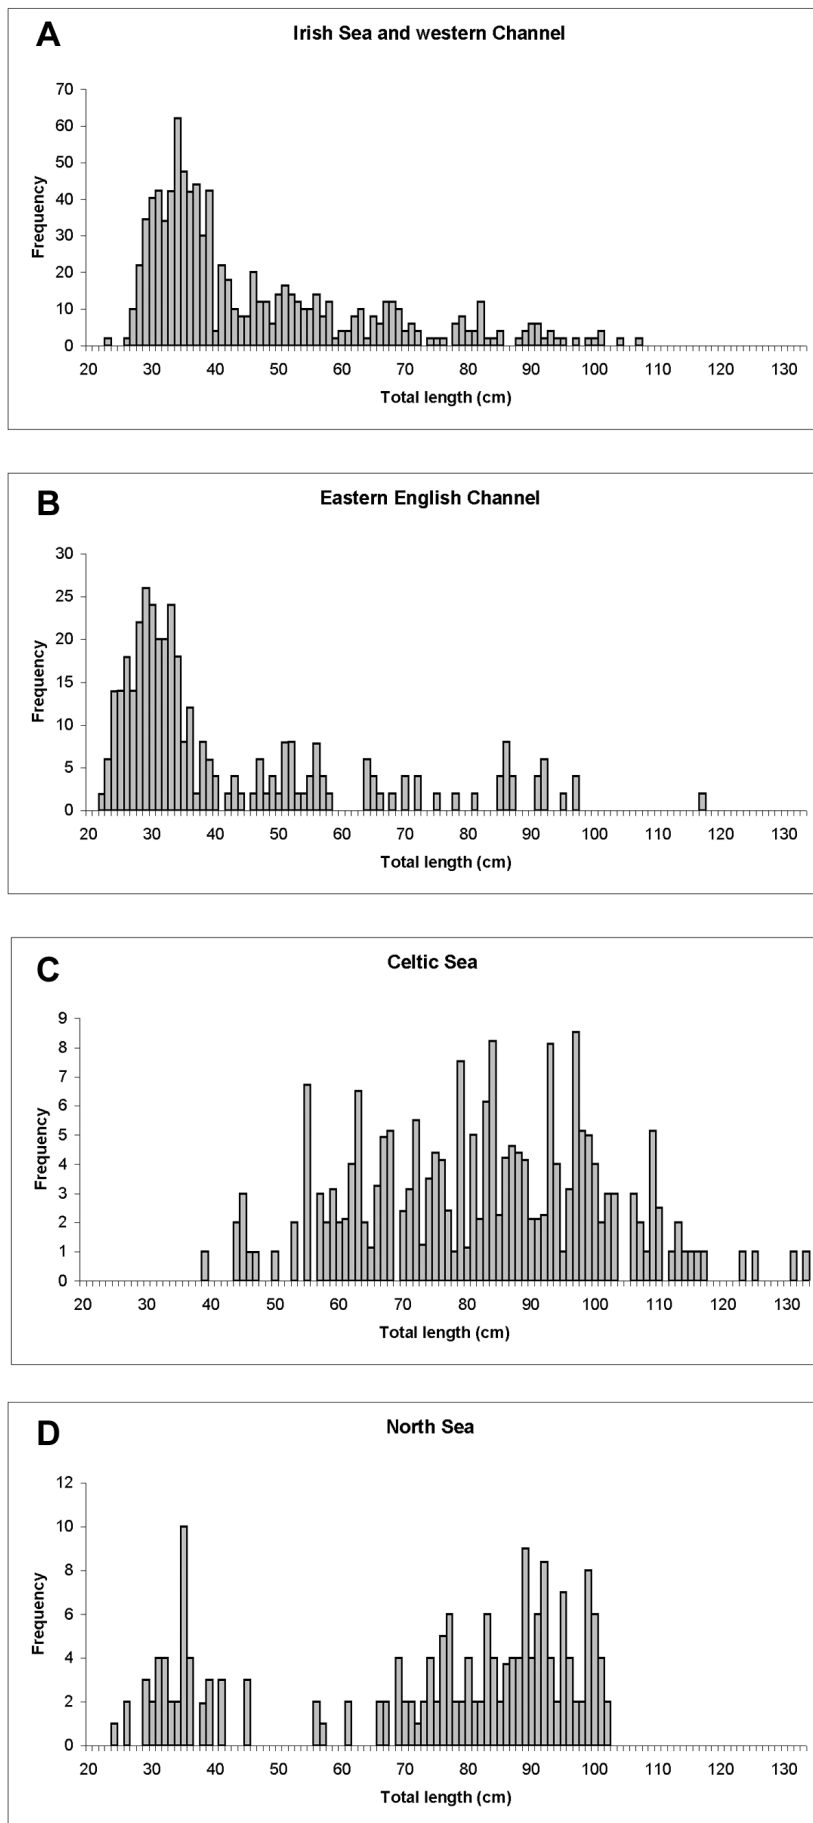 A
Irish Sea and western Channel
70
60
50
40
30
20
10
0
Frequency
20 30 40 50 60 70 80 90 100 110 120 130
Total length (cm)
B
Eastern English Channel
30
25
20
15
10
5
0
Frequency
20 30 40 50 60 70 80 90 100 110 120 130
Total length (cm)
C
Celtic Sea
9
8
7
6
5
4
3
2
1
0
Frequency
20 30 40 50 60 70 80 90 100 110 120 130
Total length (cm)
D
North Sea
12
10
8
6
4
2
0
Frequency
20 30 40 50 60 70 80 90 100 110 120 130
Total length (cm)